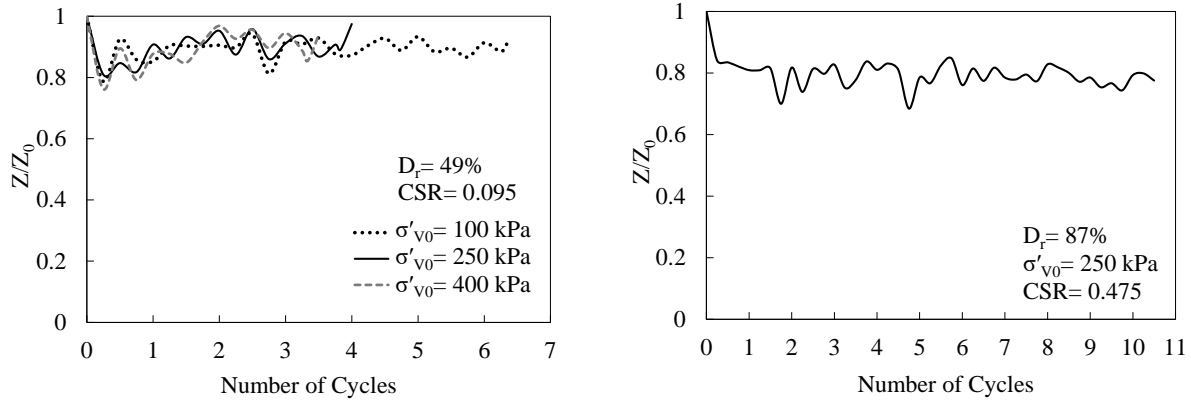 1
0.8
0.6
0.4
0.2
0
Z/Z0
Dr= 49%
CSR= 0.095
σ′V0= 100 kPa
σ′V0= 250 kPa
σ′V0= 400 kPa
0 1 2 3 4 5 6 7
Number of Cycles
1
0.8
0.6
0.4
0.2
0
Z/Z0
Dr= 87%
σ′V0= 250 kPa
CSR= 0.475
0 1 2 3 4 5 6 7 8 9 10 11
Number of Cycles